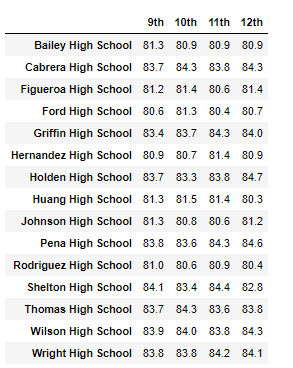 9th 10th 11th 12th
Bailey High School 81.3 80.9 80.9 80.9
Cabrera High School 83.7 84.3 83.8 84.3
Figueroa High School 81.2 81.4 80.6 81.4
Ford High School 80.6 81.3 80.4 80.7
Griffin High School 83.4 83.7 84.3 84.0
Hernandez High School 80.9 80.7 81.4 80.9
Holden High School 83.7 83.3 83.8 84.7
Huang High School 81.3 81.5 81.4 80.3
Johnson High School 81.3 80.8 80.6 81.2
Pena High School 83.8 83.6 84.3 84.6
Rodriguez High School 81.0 80.6 80.9 80.4
Shelton High School 84.1 83.4 84.4 82.8
Thomas High School 83.7 84.3 83.6 83.8
Wilson High School 83.9 84.0 83.8 84.3
Wright High School 83.8 83.8 84.2 84.1